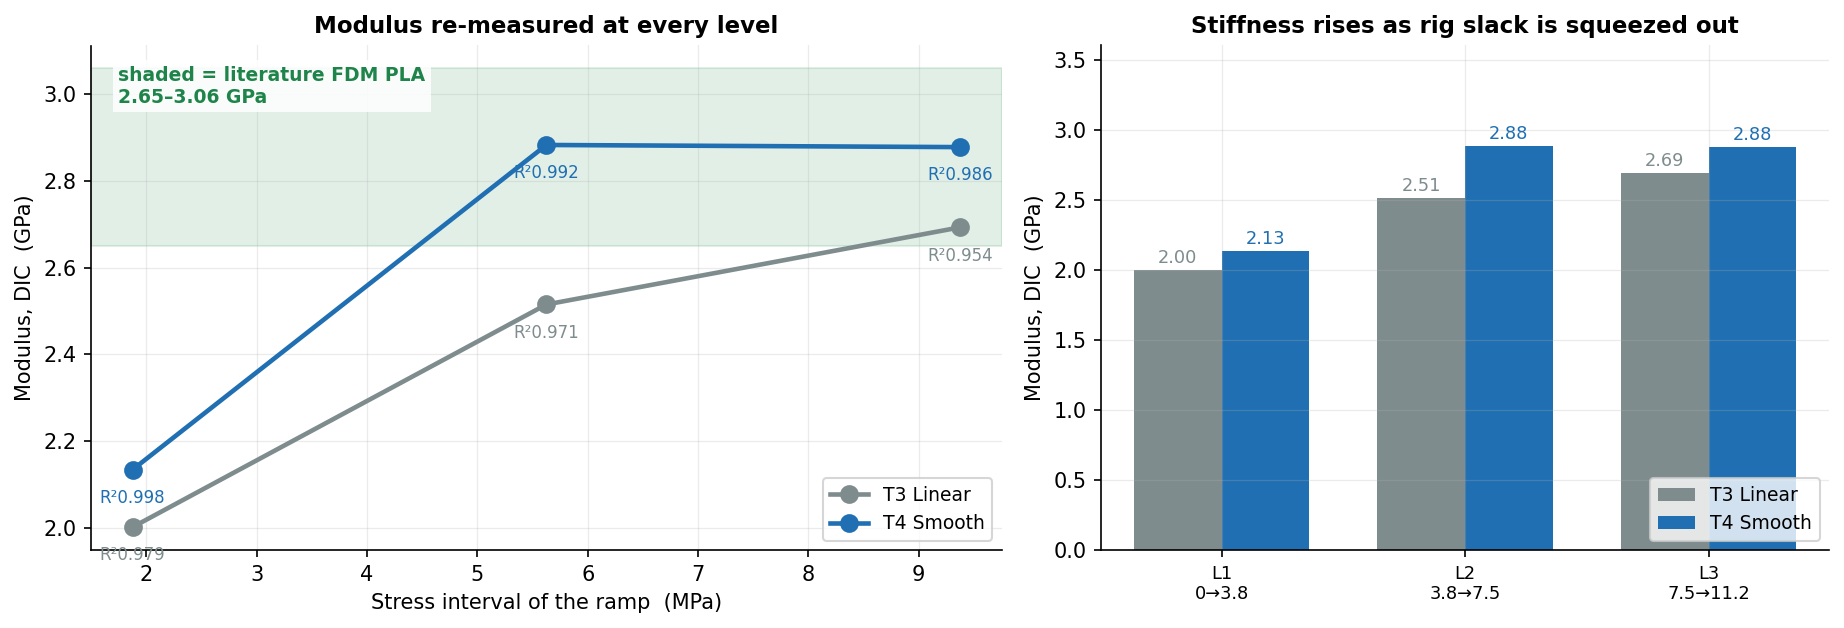 Modulus re-measured at every level
shaded = literature FDM PLA
2.65–3.06 GPa
Modulus, DIC (GPa)
3.0
2.8
2.6
2.4
2.2
2.0
R²0.998
R²0.979
R²0.992
R²0.971
R²0.986
R²0.954
T3 Linear
T4 Smooth
2 3 4 5 6 7 8 9
Stress interval of the ramp (MPa)
Stiffness rises as rig slack is squeezed out
Modulus, DIC (GPa)
3.5
3.0
2.5
2.0
1.5
1.0
0.5
0.0
2.00 2.13
2.51 2.88
2.69 2.88
T3 Linear
T4 Smooth
L1 L2 L3
0→3.8 3.8→7.5 7.5→11.2